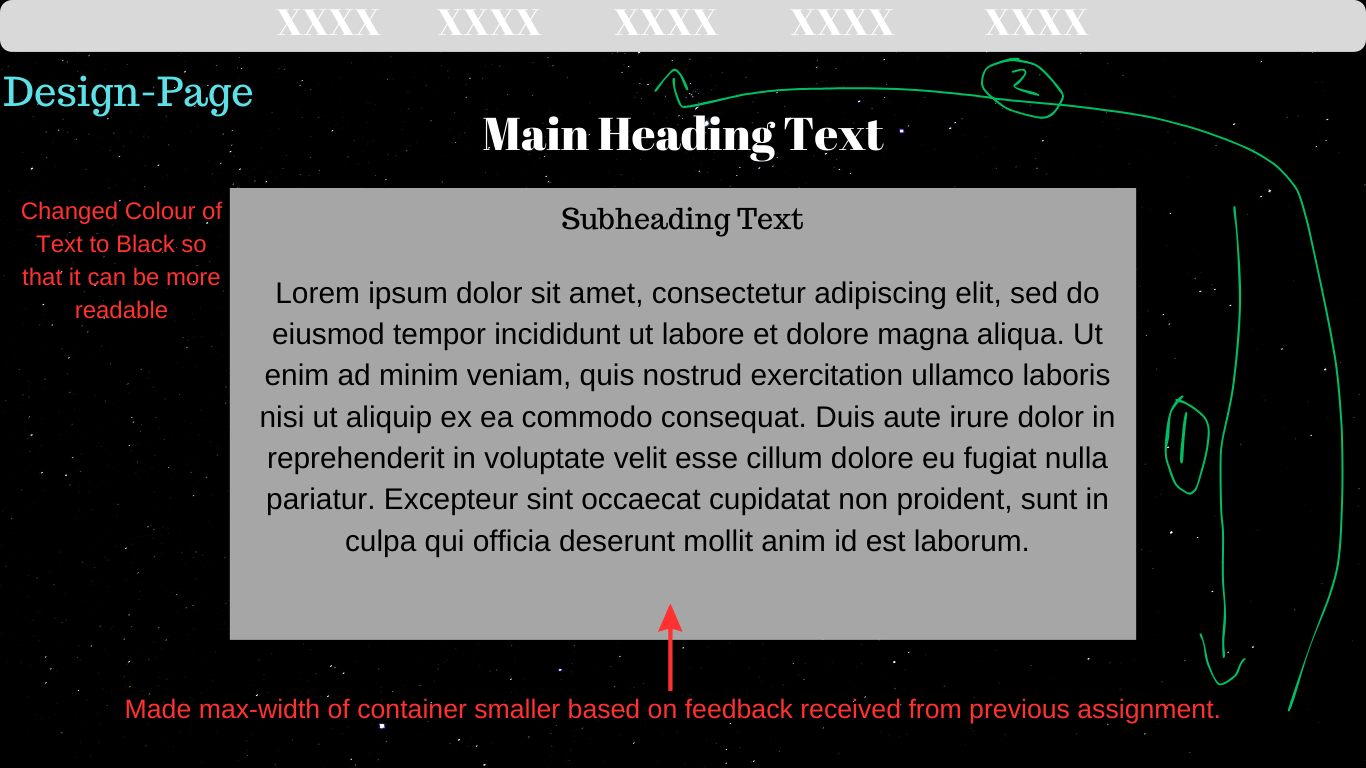 XXXX XXXX XXXX XXXX XXXX
Design-Page
2
Main Heading Text
Changed Colour of
Text to Black so
that it can be more
readable
Subheading Text
Lorem ipsum dolor sit amet, consectetur adipiscing elit, sed do
eiusmod tempor incididunt ut labore et dolore magna aliqua. Ut
enim ad minim veniam, quis nostrud exercitation ullamco laboris
nisi ut aliquip ex ea commodo consequat. Duis aute irure dolor in
reprehenderit in voluptate velit esse cillum dolore eu fugiat nulla
pariatur. Excepteur sint occaecat cupidatat non proident, sunt in
culpa qui officia deserunt mollit anim id est laborum.
1
Made max-width of container smaller based on feedback received from previous assignment.